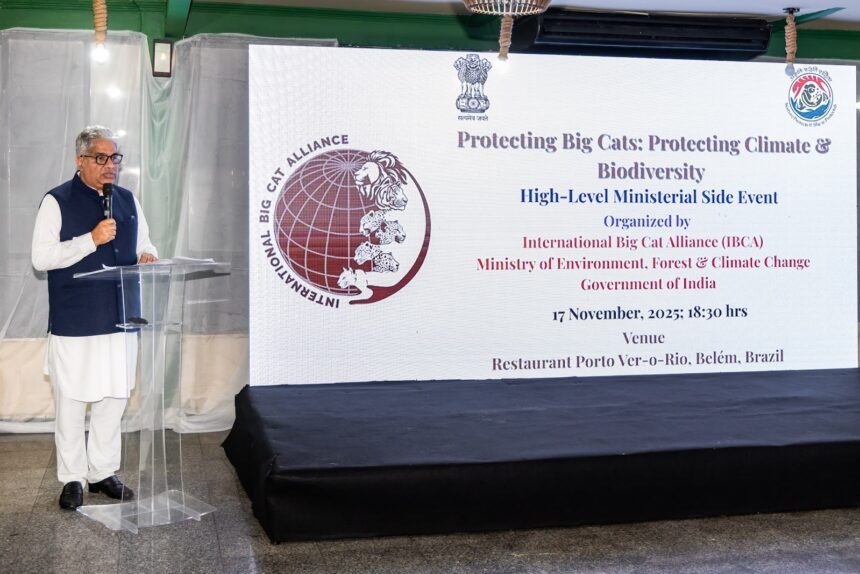 INTERNATIONAL BIG CAT ALLIANCE
सत्यमेव जयते
Protecting Big Cats: Protecting Climate &
Biodiversity
High-Level Ministerial Side Event
Organized by
International Big Cat Alliance (IBCA)
Ministry of Environment, Forest & Climate Change
Government of India
17 November, 2025; 18:30 hrs
Venue
Restaurant Porto Ver-o-Rio, Belém, Brazil